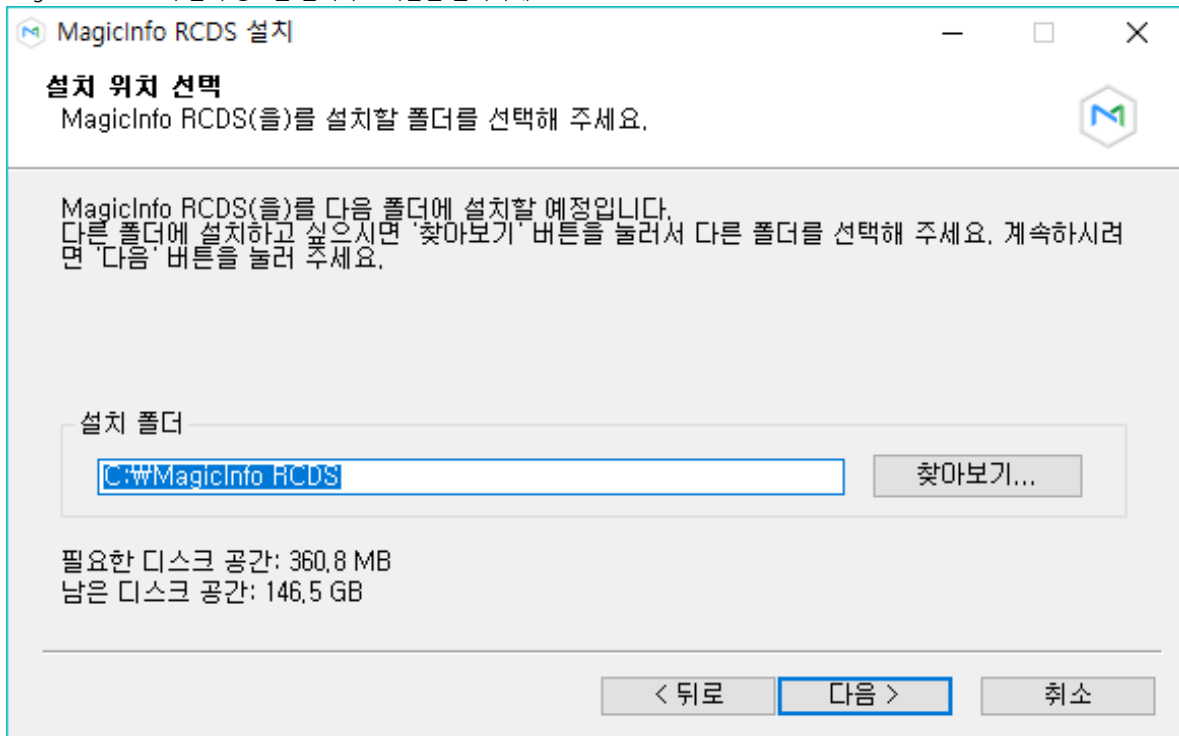 MagicInfo RCDS 설치
설치 위치 선택
MagicInfo RCDS(을)를 설치할 폴더를 선택해 주세요.
MagicInfo RCDS(을)를 다음 폴더에 설치할 예정입니다.
다른 폴더에 설치하고 싶으시면 '찾아보기' 버튼을 눌러서 다른 폴더를 선택해 주세요. 계속하시려
면 '다음' 버튼을 눌러 주세요.
설치 폴더
C:₩MagicInfo RCDS
찾아보기...
필요한 디스크 공간: 360.8 MB
남은 디스크 공간: 146.5 GB
< 뒤로
다음 >
취소